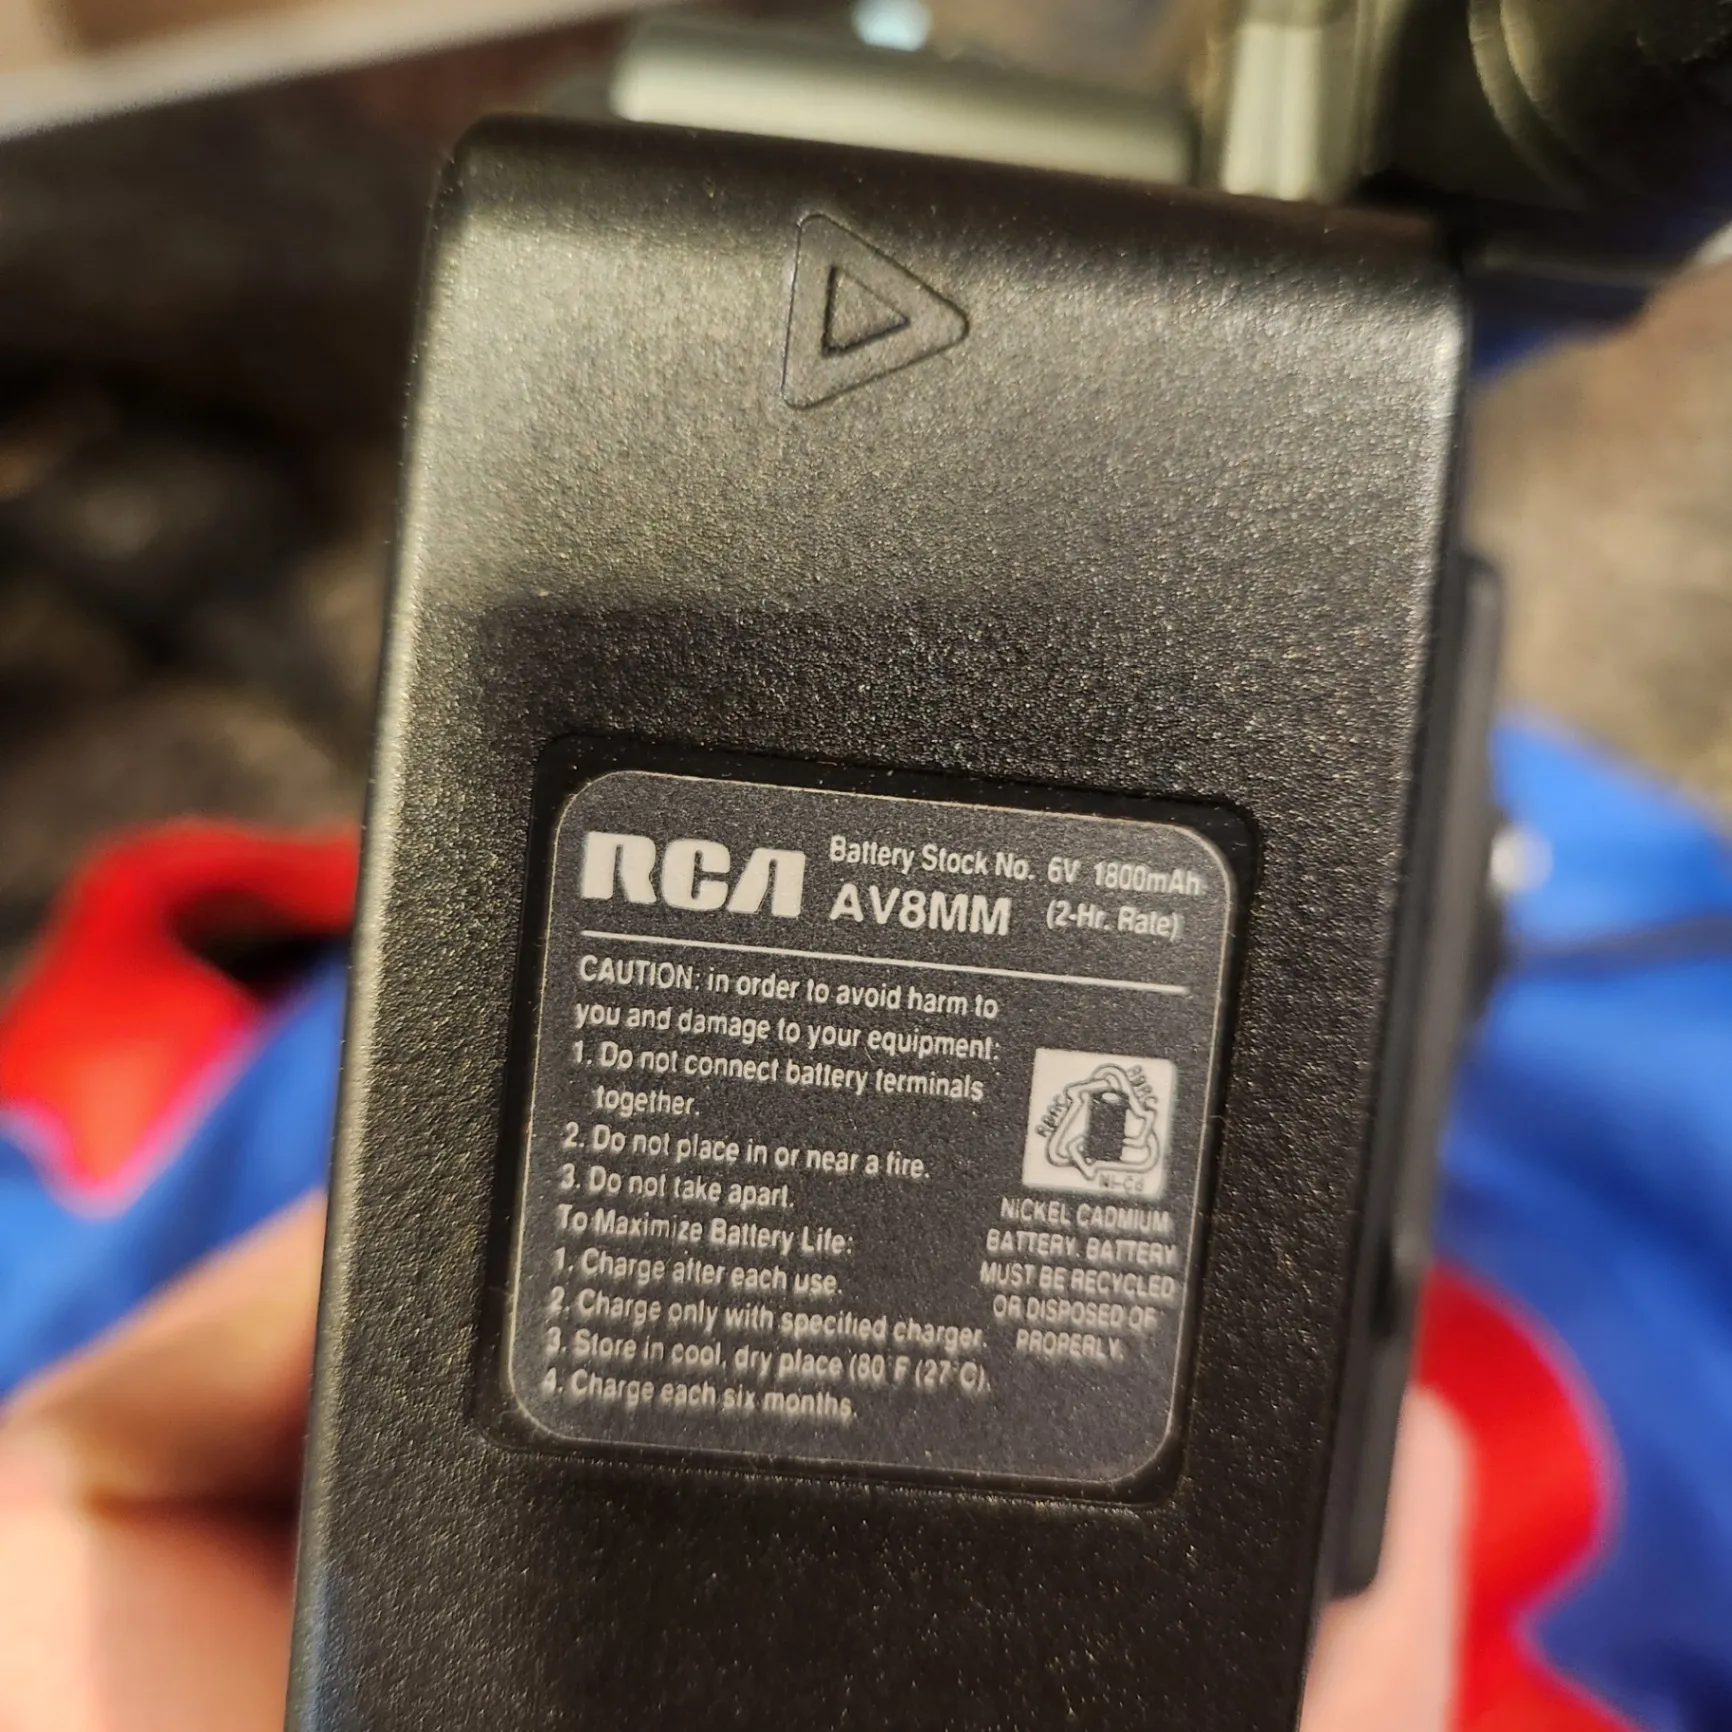 RCA
Battery Stock No. 6V 1800mAh
AV8MM (2-Hr. Rate)
CAUTION: in order to avoid harm to
you and damage to your equipment:
1. Do not connect battery terminals
together.
2. Do not place in or near a fire.
3. Do not take apart.
To Maximize Battery Life:
1. Charge after each use.
2. Charge only with specified charger.
3. Store in cool, dry place (80°F (27°C).
4. Charge each six months.
RBRC RBRC
Ni-Cd
NICKEL CADMIUM
BATTERY. BATTERY
MUST BE RECYCLED
OR DISPOSED OF
PROPERLY.